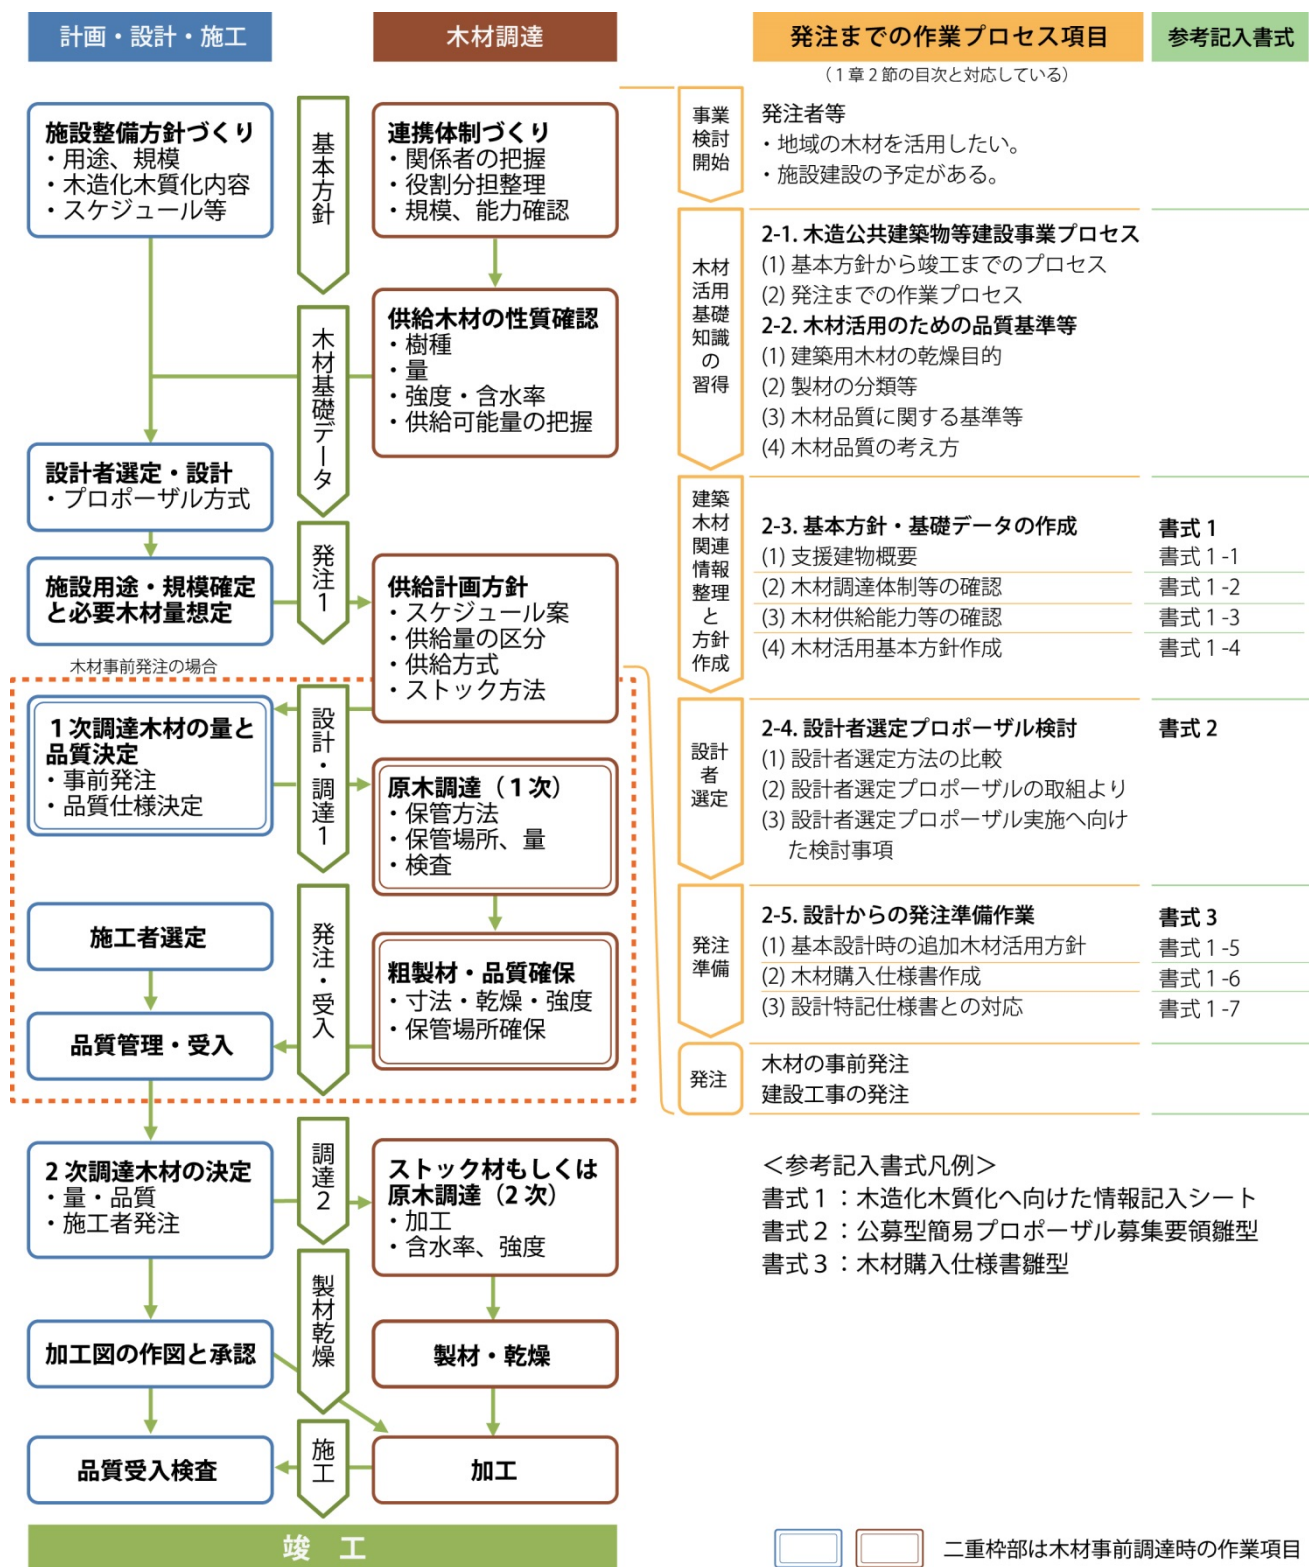 計画・設計・施工
木材調達
基本方針
木材基礎データ
発注1
設計・調達1
発注・受入
調達2
製材乾燥
施工
施設整備方針づくり
・用途、規模
・木造化木質化内容
・スケジュール等
連携体制づくり
・関係者の把握
・役割分担整理
・規模、能力確認
供給木材の性質確認
・樹種
・量
・強度・含水率
・供給可能量の把握
設計者選定・設計
・プロポーザル方式
施設用途・規模確定
と必要木材量想定
供給計画方針
・スケジュール案
・供給量の区分
・供給方式
・ストック方法
木材事前発注の場合
1次調達木材の量と
品質決定
・事前発注
・品質仕様決定
原木調達（1次）
・保管方法
・保管場所、量
・検査
施工者選定
粗製材・品質確保
・寸法・乾燥・強度
・保管場所確保
品質管理・受入
2次調達木材の決定
・量・品質
・施工者発注
ストック材もしくは
原木調達（2次）
・加工
・含水率、強度
加工図の作図と承認
製材・乾燥
品質受入検査
加工
竣工
発注までの作業プロセス項目
参考記入書式
（1章2節の目次と対応している）
事業
検討
開始
発注者等
・地域の木材を活用したい。
・施設建設の予定がある。
木材
活用
基礎
知識
の
習得
2-1. 木造公共建築物等建設事業プロセス
(1) 基本方針から竣工までのプロセス
(2) 発注までの作業プロセス
2-2. 木材活用のための品質基準等
(1) 建築用木材の乾燥目的
(2) 製材の分類等
(3) 木材品質に関する基準等
(4) 木材品質の考え方
建築
木材
関連
情報
整理
と
方針
作成
2-3. 基本方針・基礎データの作成
書式1
(1) 支援建物概要
書式1-1
(2) 木材調達体制等の確認
書式1-2
(3) 木材供給能力等の確認
書式1-3
(4) 木材活用基本方針作成
書式1-4
設計
者
選定
2-4. 設計者選定プロポーザル検討
書式2
(1) 設計者選定方法の比較
(2) 設計者選定プロポーザルの取組より
(3) 設計者選定プロポーザル実施へ向け
た検討事項
発注
準備
2-5. 設計からの発注準備作業
書式3
(1) 基本設計時の追加木材活用方針
書式1-5
(2) 木材購入仕様書作成
書式1-6
(3) 設計特記仕様書との対応
書式1-7
発注
木材の事前発注
建設工事の発注
＜参考記入書式凡例＞
書式1：木造化木質化へ向けた情報記入シート
書式2：公募型簡易プロポーザル募集要領雛型
書式3：木材購入仕様書雛型
二重枠部は木材事前調達時の作業項目